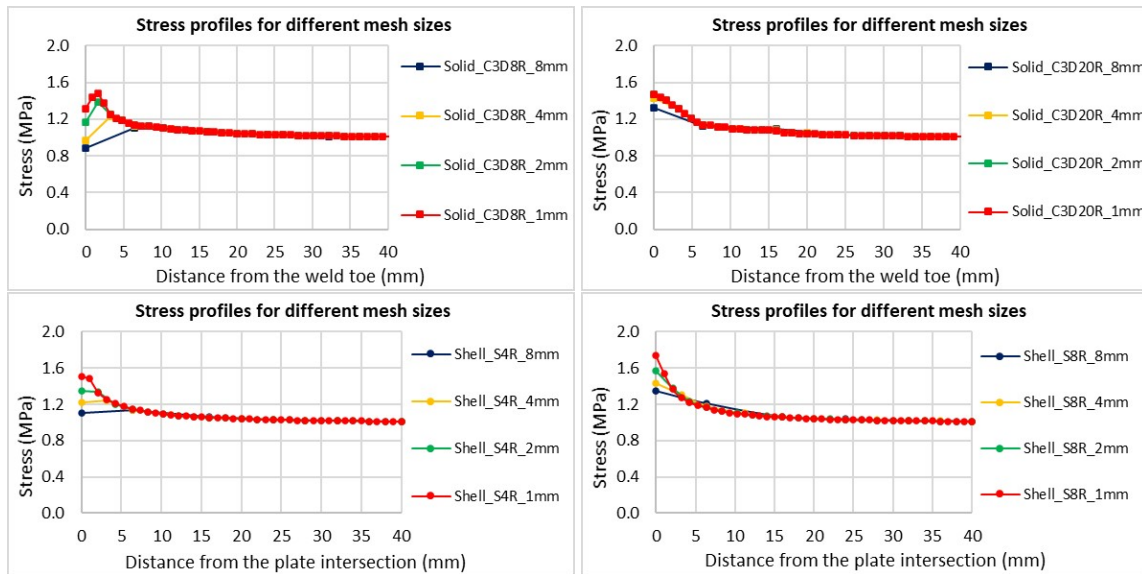 Stress profiles for different mesh sizes
2.0
1.6
1.2
0.8
0.4
0.0
Stress (MPa)
0 5 10 15 20 25 30 35 40
Distance from the weld toe (mm)
Solid_C3D8R_8mm
Solid_C3D8R_4mm
Solid_C3D8R_2mm
Solid_C3D8R_1mm
Stress profiles for different mesh sizes
2.0
1.6
1.2
0.8
0.4
0.0
Stress (MPa)
0 5 10 15 20 25 30 35 40
Distance from the weld toe (mm)
Solid_C3D20R_8mm
Solid_C3D20R_4mm
Solid_C3D20R_2mm
Solid_C3D20R_1mm
Stress profiles for different mesh sizes
2.0
1.6
1.2
0.8
0.4
0.0
Stress (MPa)
0 5 10 15 20 25 30 35 40
Distance from the plate intersection (mm)
Shell_S4R_8mm
Shell_S4R_4mm
Shell_S4R_2mm
Shell_S4R_1mm
Stress profiles for different mesh sizes
2.0
1.6
1.2
0.8
0.4
0.0
Stress (MPa)
0 5 10 15 20 25 30 35 40
Distance from the plate intersection (mm)
Shell_S8R_8mm
Shell_S8R_4mm
Shell_S8R_2mm
Shell_S8R_1mm